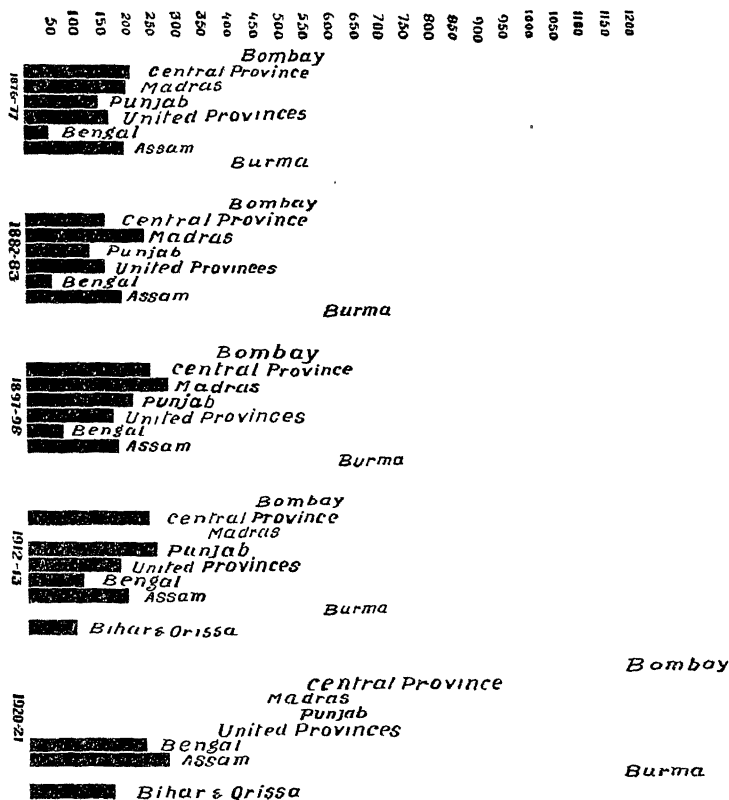 50 100 150 200 250 300 350 400 450 500 550 600 650 700 750 800 850 900 950 1000 1050 1100 1150 1200
1876-77
Bombay
Central Province
Madras
Punjab
United Provinces
Bengal
Assam
Burma
1882-83
Bombay
Central Province
Madras
Punjab
United Provinces
Bengal
Assam
Burma
1897-98
Bombay
Central Province
Madras
Punjab
United Provinces
Bengal
Assam
Burma
1912-13
Bombay
Central Province
Madras
Punjab
United Provinces
Bengal
Assam
Burma
Bihar & Orissa
1920-21
Bombay
Central Province
Madras
Punjab
United Provinces
Bengal
Assam
Burma
Bihar & Orissa